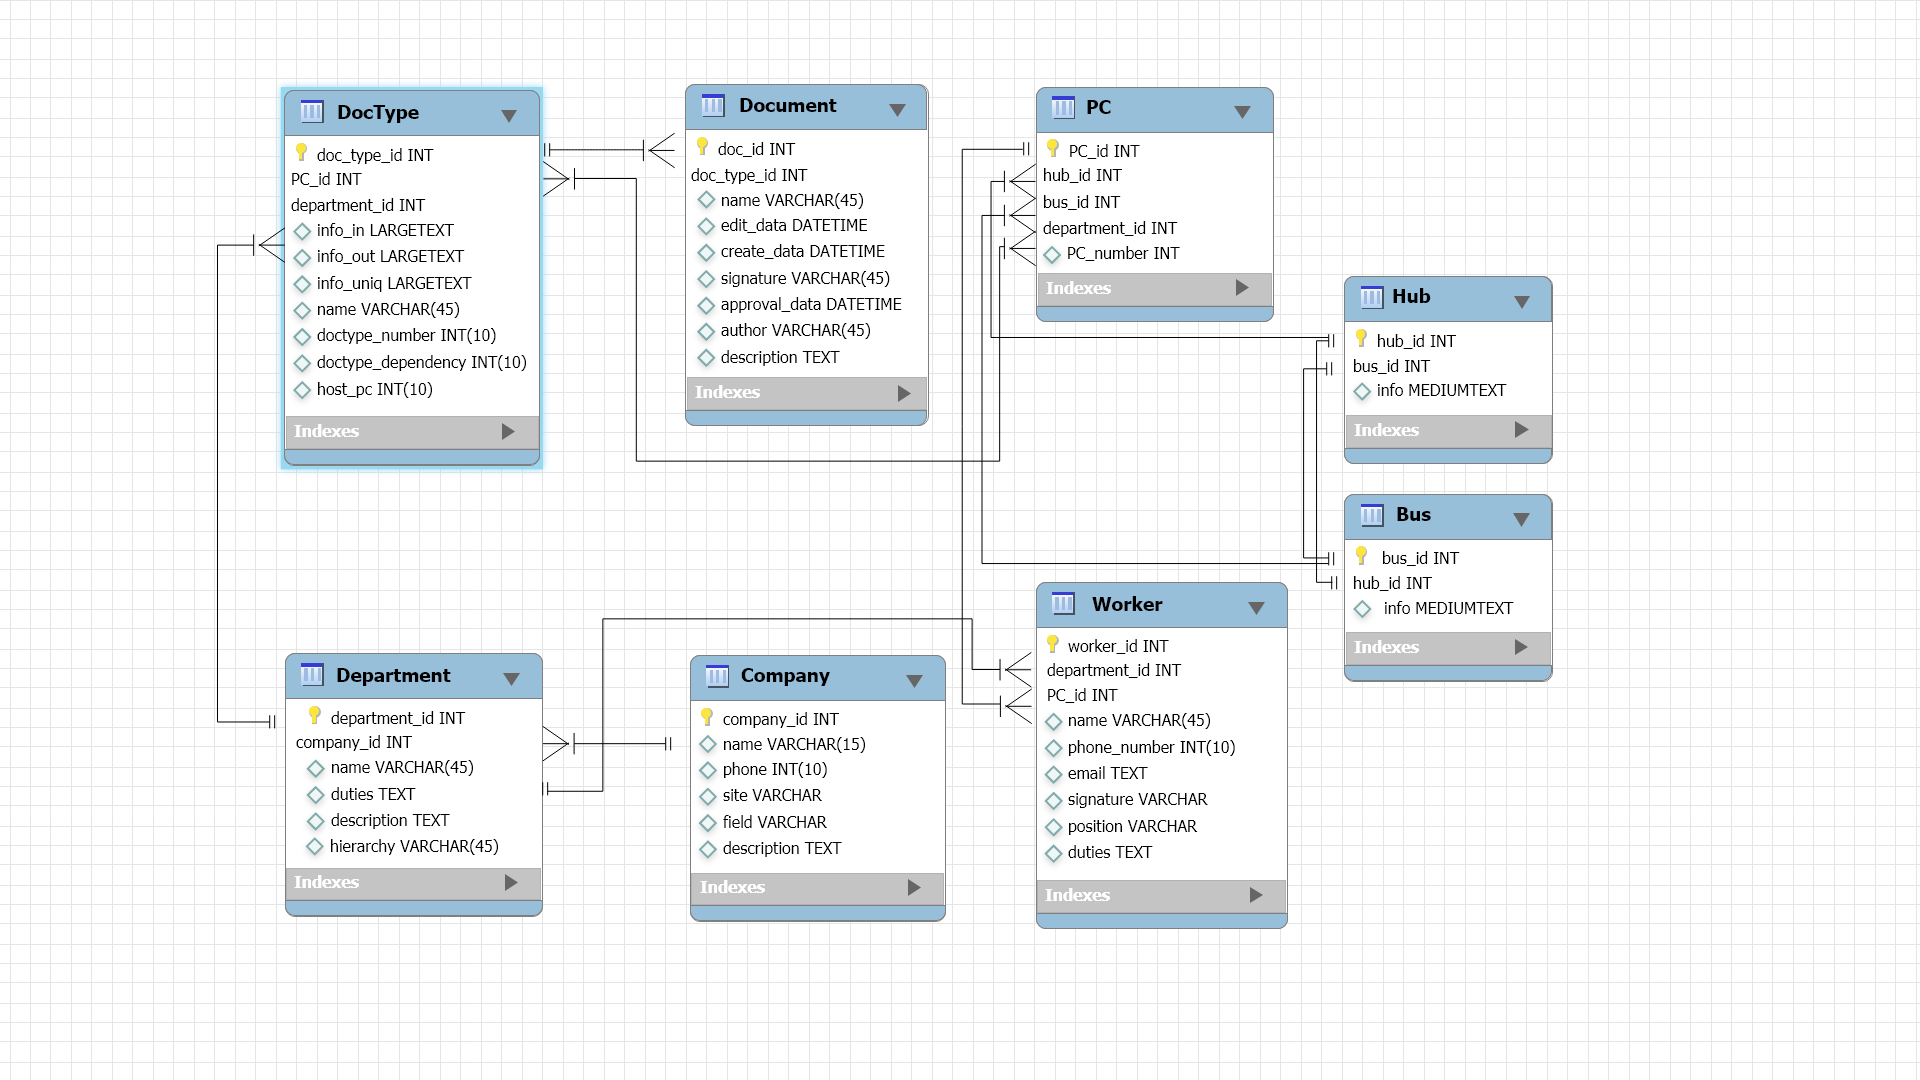 DocType
doc_type_id INT
PC_id INT
department_id INT
info_in LARGETEXT
info_out LARGETEXT
info_uniq LARGETEXT
name VARCHAR(45)
doctype_number INT(10)
doctype_dependency INT(10)
host_pc INT(10)
Indexes
Document
doc_id INT
doc_type_id INT
name VARCHAR(45)
edit_data DATETIME
create_data DATETIME
signature VARCHAR(45)
approval_data DATETIME
author VARCHAR(45)
description TEXT
Indexes
PC
PC_id INT
hub_id INT
bus_id INT
department_id INT
PC_number INT
Indexes
Hub
hub_id INT
bus_id INT
info MEDIUMTEXT
Indexes
Bus
bus_id INT
hub_id INT
info MEDIUMTEXT
Indexes
Department
department_id INT
company_id INT
name VARCHAR(45)
duties TEXT
description TEXT
hierarchy VARCHAR(45)
Indexes
Company
company_id INT
name VARCHAR(15)
phone INT(10)
site VARCHAR
field VARCHAR
description TEXT
Indexes
Worker
worker_id INT
department_id INT
PC_id INT
name VARCHAR(45)
phone_number INT(10)
email TEXT
signature VARCHAR
position VARCHAR
duties TEXT
Indexes